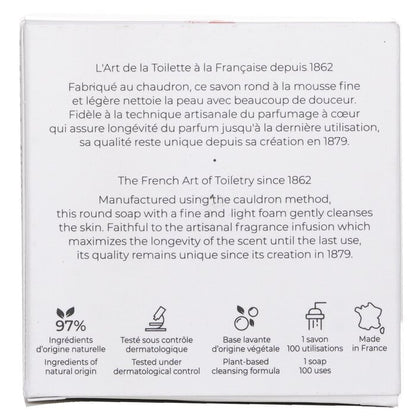 L'Art de la Toilette à la Française depuis 1862
Fabriqué au chaudron, ce savon rond à la mousse fine
et légère nettoie la peau avec beaucoup de douceur.
Fidèle à la technique artisanale du parfumage à cœur
qui assure longévité du parfum jusqu'à la dernière utilisation,
sa qualité reste unique depuis sa création en 1879.
The French Art of Toiletry since 1862
Manufactured using the cauldron method,
this round soap with a fine and light foam gently cleanses
the skin. Faithful to the artisanal fragrance infusion which
maximizes the longevity of the scent until the last use,
its quality remains unique since its creation in 1879.
97%
Ingrédients
d'origine naturelle
Ingredients of
natural origin
Testé sous contrôle
dermatologique
Tested under
dermatological control
Base lavante
d'origine végétale
Plant-based
cleansing formula
1 savon
100 utilisations
1 soap
100 uses
Made
in France